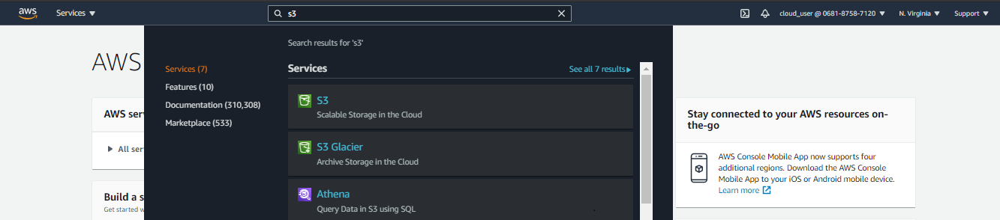 aws
Services
s3
cloud_user @ 0681-8758-7120
N. Virginia
Support
AWS
AWS ser
All ser
Build a s
Get started w
Search results for 's3'
Services (7)
Features (10)
Documentation (310,308)
Marketplace (533)
Services
See all 7 results
S3
Scalable Storage in the Cloud
S3 Glacier
Archive Storage in the Cloud
Athena
Query Data in S3 using SQL
Stay connected to your AWS resources on-
the-go
AWS Console Mobile App now supports four
additional regions. Download the AWS Console
Mobile App to your iOS or Android mobile device.
Learn more